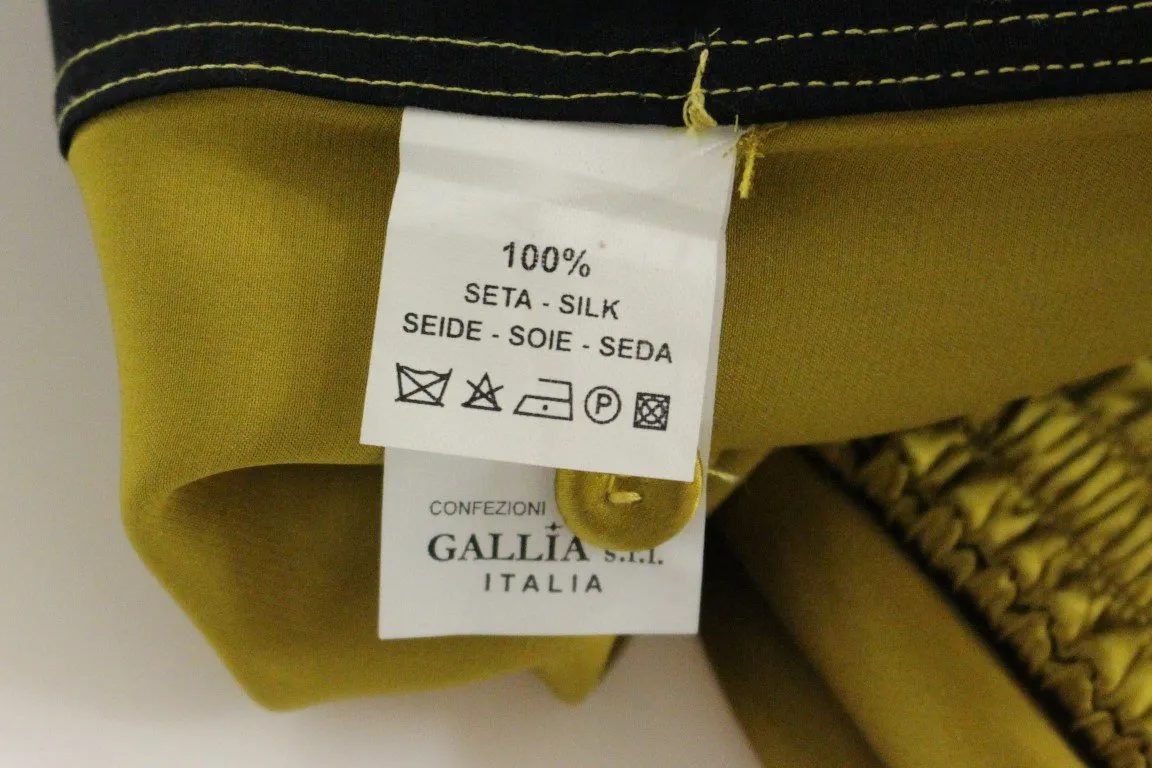 100%
SETA - SILK
SEIDE - SOIE - SEDA
P
CONFEZIONI
GALLIA s.r.l.
ITALIA